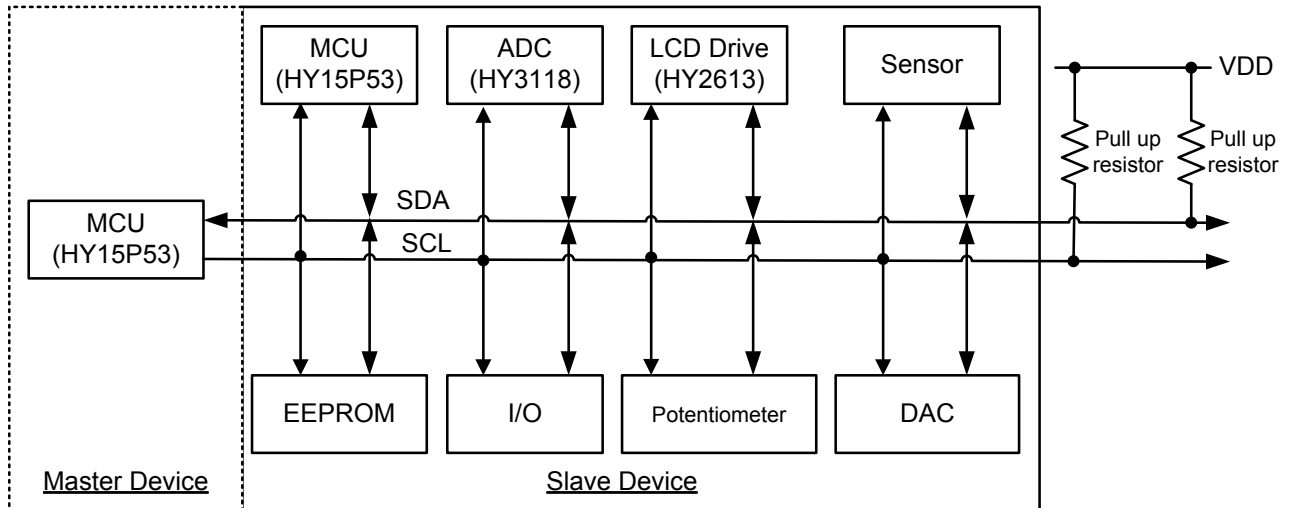 MCU
(HY15P53)
ADC
(HY3118)
LCD Drive
(HY2613)
Sensor
VDD
Pull up
resistor
Pull up
resistor
SDA
MCU
(HY15P53)
SCL
EEPROM
I/O
Potentiometer
DAC
Master Device
Slave Device